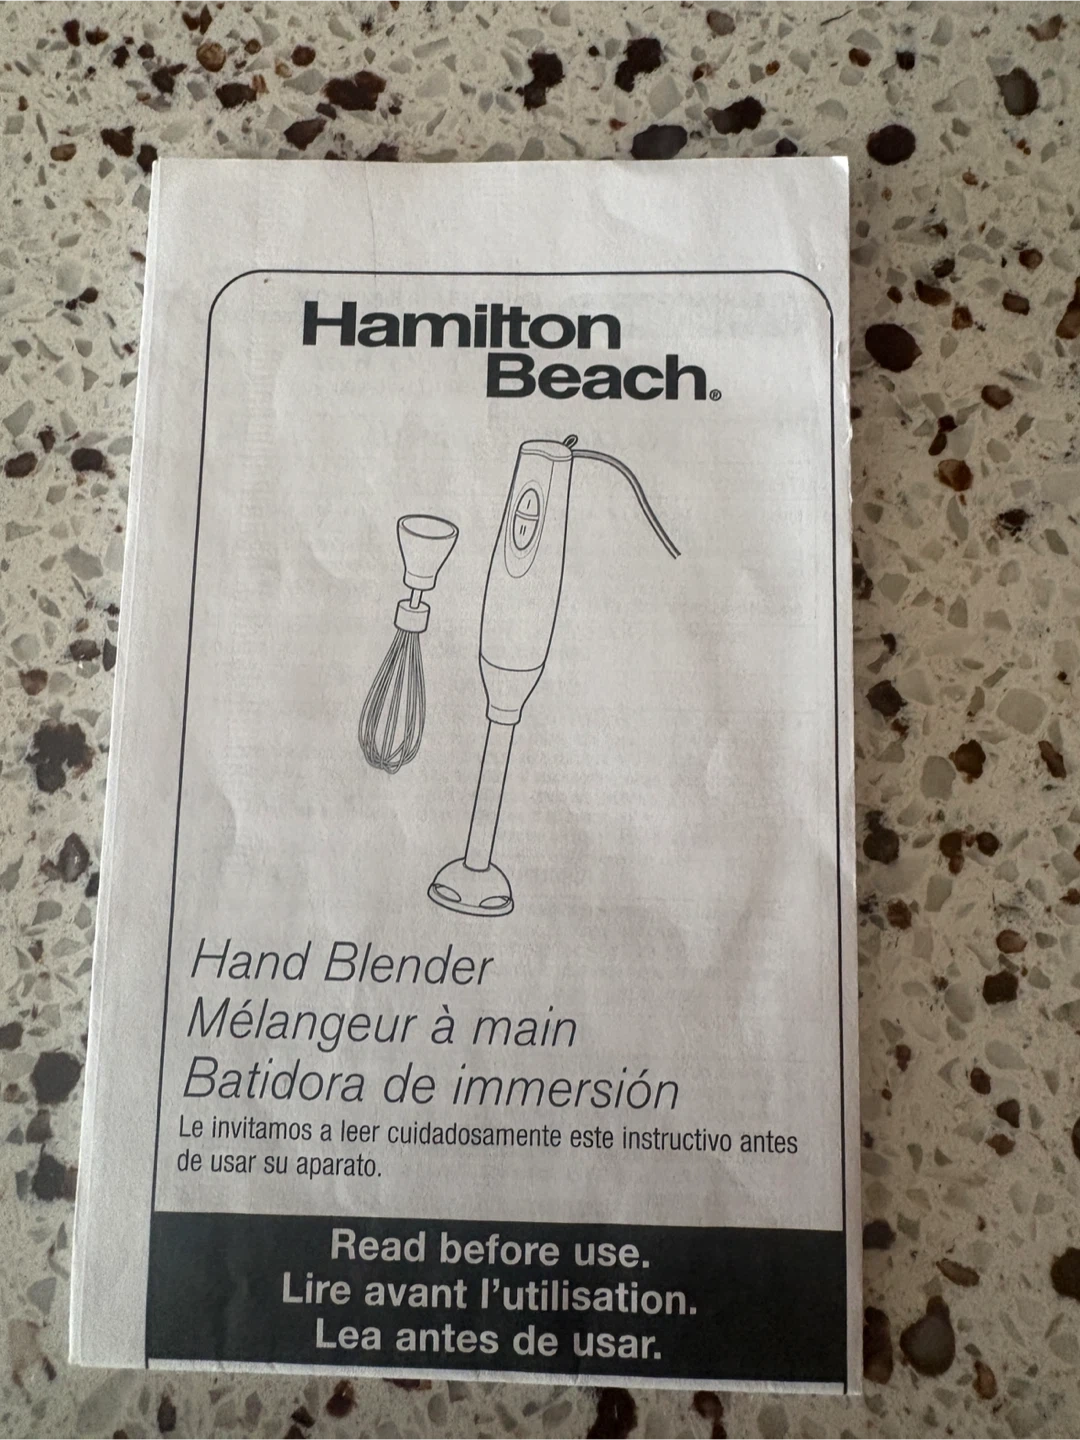 Hamilton
Beach®
I
II
Hand Blender
Mélangeur à main
Batidora de immersión
Le invitamos a leer cuidadosamente este instructivo antes
de usar su aparato.
Read before use.
Lire avant l'utilisation.
Lea antes de usar.